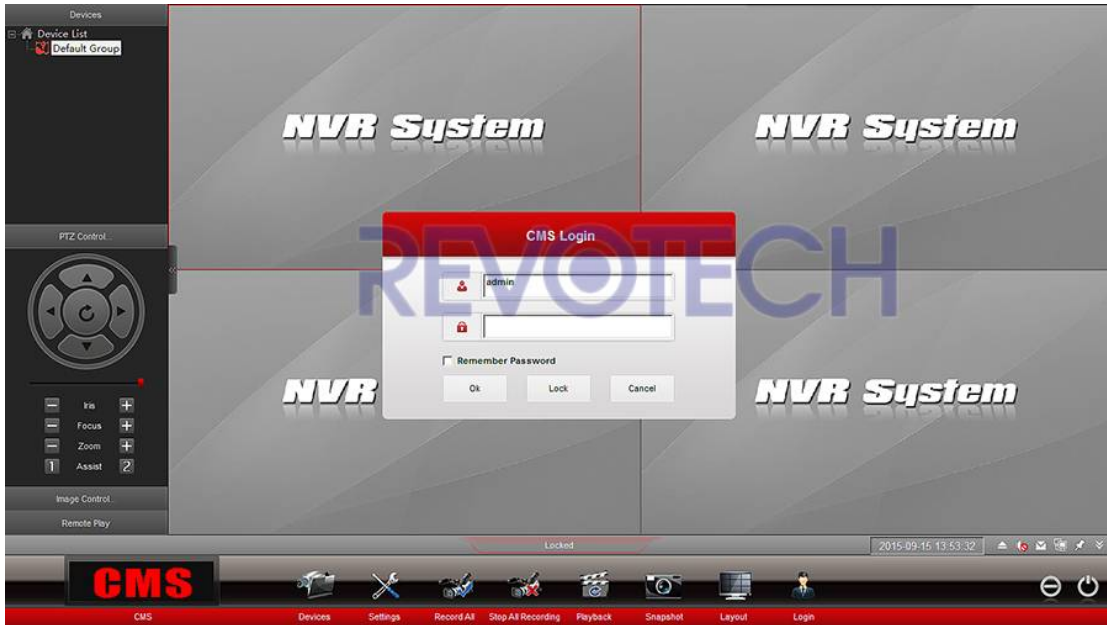 Devices
Device List
Default Group
NVR System
NVR System
PTZ Control...
REVOTECH
CMS Login
admin
Remember Password
Ok Lock Cancel
NVR
NVR System
Iris
Focus
Zoom
1 Assist 2
Image Control...
Remote Play
Locked
2015-09-15 13:53:32
CMS
CMS Devices Settings Record All Stop All Recording Playback Snapshot Layout Login